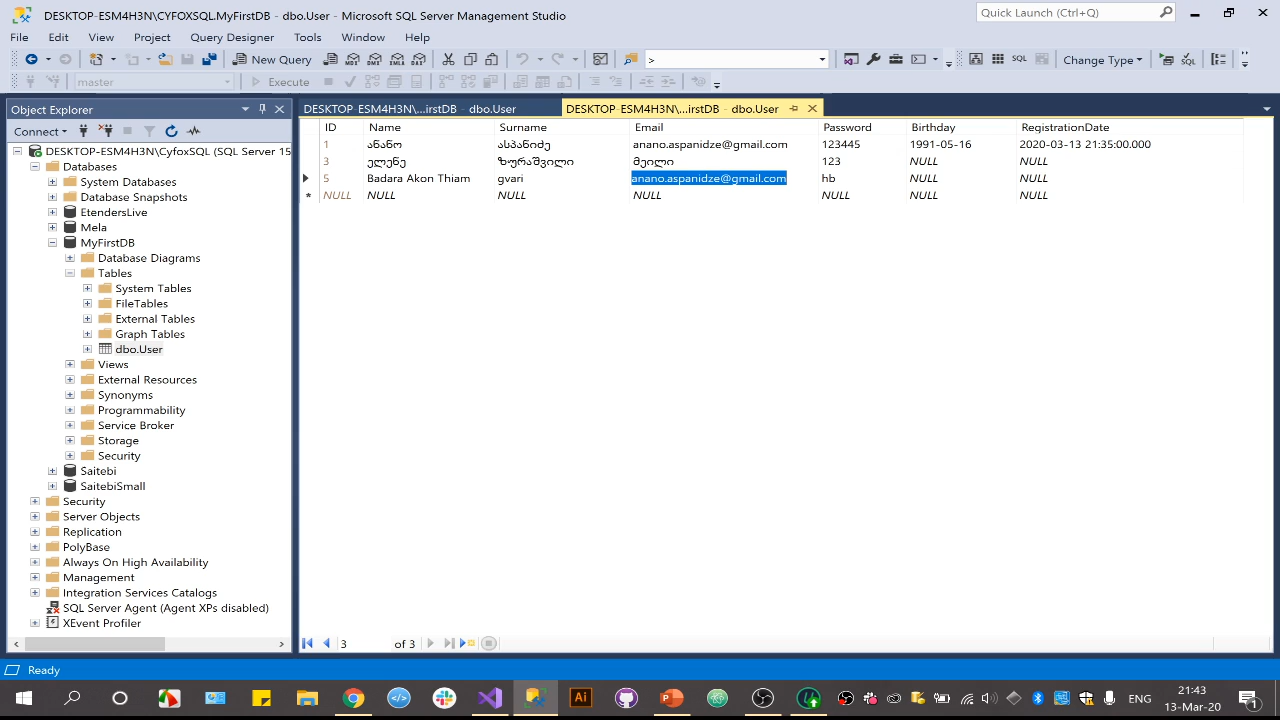 DESKTOP-ESM4H3N\CYFOXSQL.MyFirstDB - dbo.User - Microsoft SQL Server Management Studio
Quick Launch (Ctrl+Q)
File Edit View Project Query Designer Tools Window Help
New Query > Change Type
master Execute
Object Explorer
DESKTOP-ESM4H3N\...irstDB - dbo.User DESKTOP-ESM4H3N\...irstDB - dbo.User
Connect
DESKTOP-ESM4H3N\CyfoxSQL (SQL Server 15
Databases
System Databases
Database Snapshots
EtendersLive
Mela
MyFirstDB
Database Diagrams
Tables
System Tables
FileTables
External Tables
Graph Tables
dbo.User
Views
External Resources
Synonyms
Programmability
Service Broker
Storage
Security
Saitebi
SaitebiSmall
Security
Server Objects
Replication
PolyBase
Always On High Availability
Management
Integration Services Catalogs
SQL Server Agent (Agent XPs disabled)
XEvent Profiler
ID Name Surname Email Password Birthday RegistrationDate
1 ანანო ასპანიძე anano.aspanidze@gmail.com 123445 1991-05-16 2020-03-13 21:35:00.000
3 ელენე ზურაშვილი მეილი 123 NULL NULL
5 Badara Akon Thiam gvari anano.aspanidze@gmail.com hb NULL NULL
* NULL NULL NULL NULL NULL NULL NULL
3 of 3
Ready
ENG
21:43
13-Mar-20